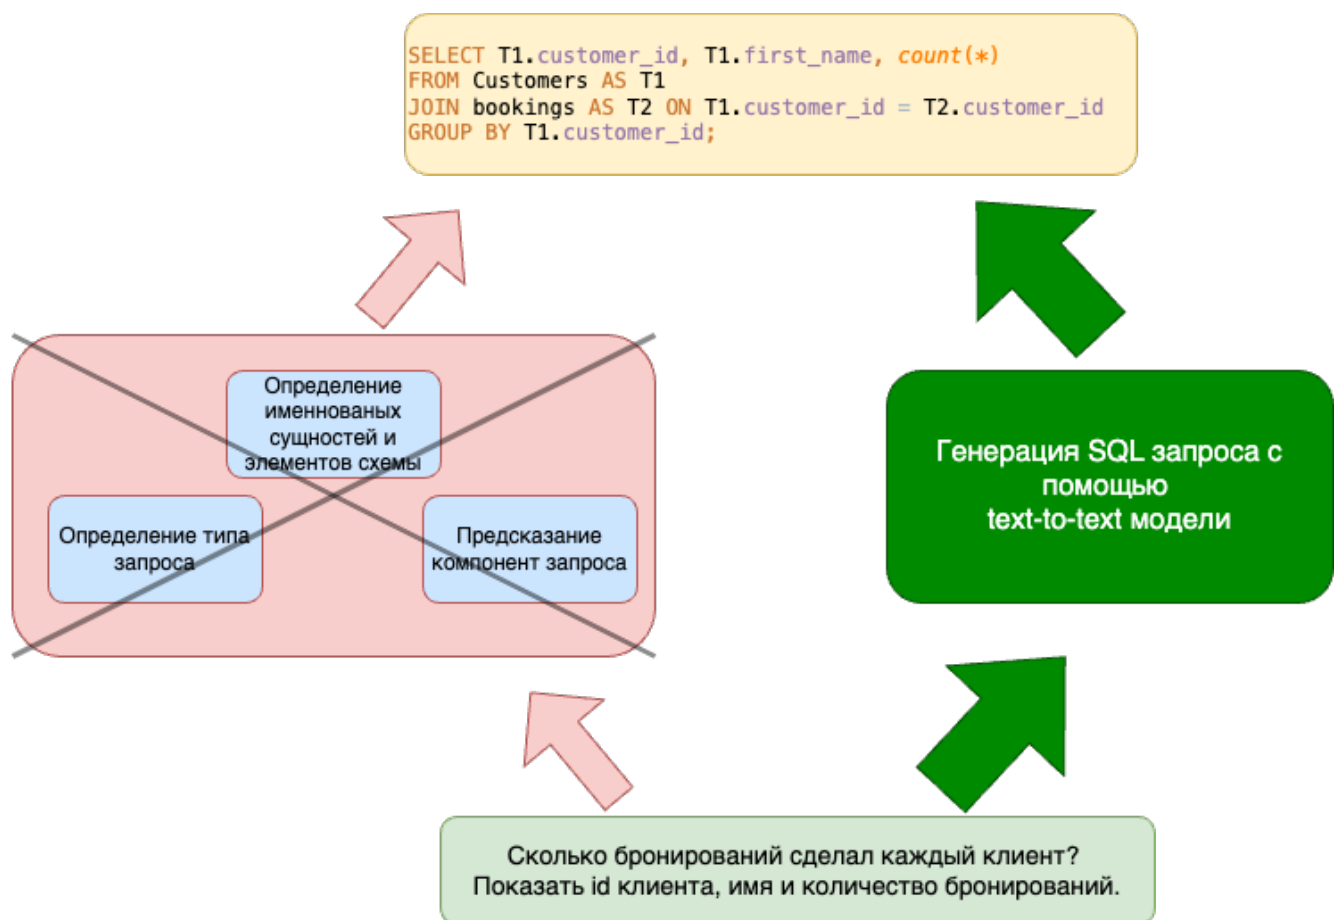 SELECT T1.customer_id, T1.first_name, count(*)
FROM Customers AS T1
JOIN bookings AS T2 ON T1.customer_id = T2.customer_id
GROUP BY T1.customer_id;
Определение
именнованых
сущностей и
элементов схемы
Определение типа
запроса
Предсказание
компонент запроса
Генерация SQL запроса с
помощью
text-to-text модели
Сколько бронирований сделал каждый клиент?
Показать id клиента, имя и количество бронирований.